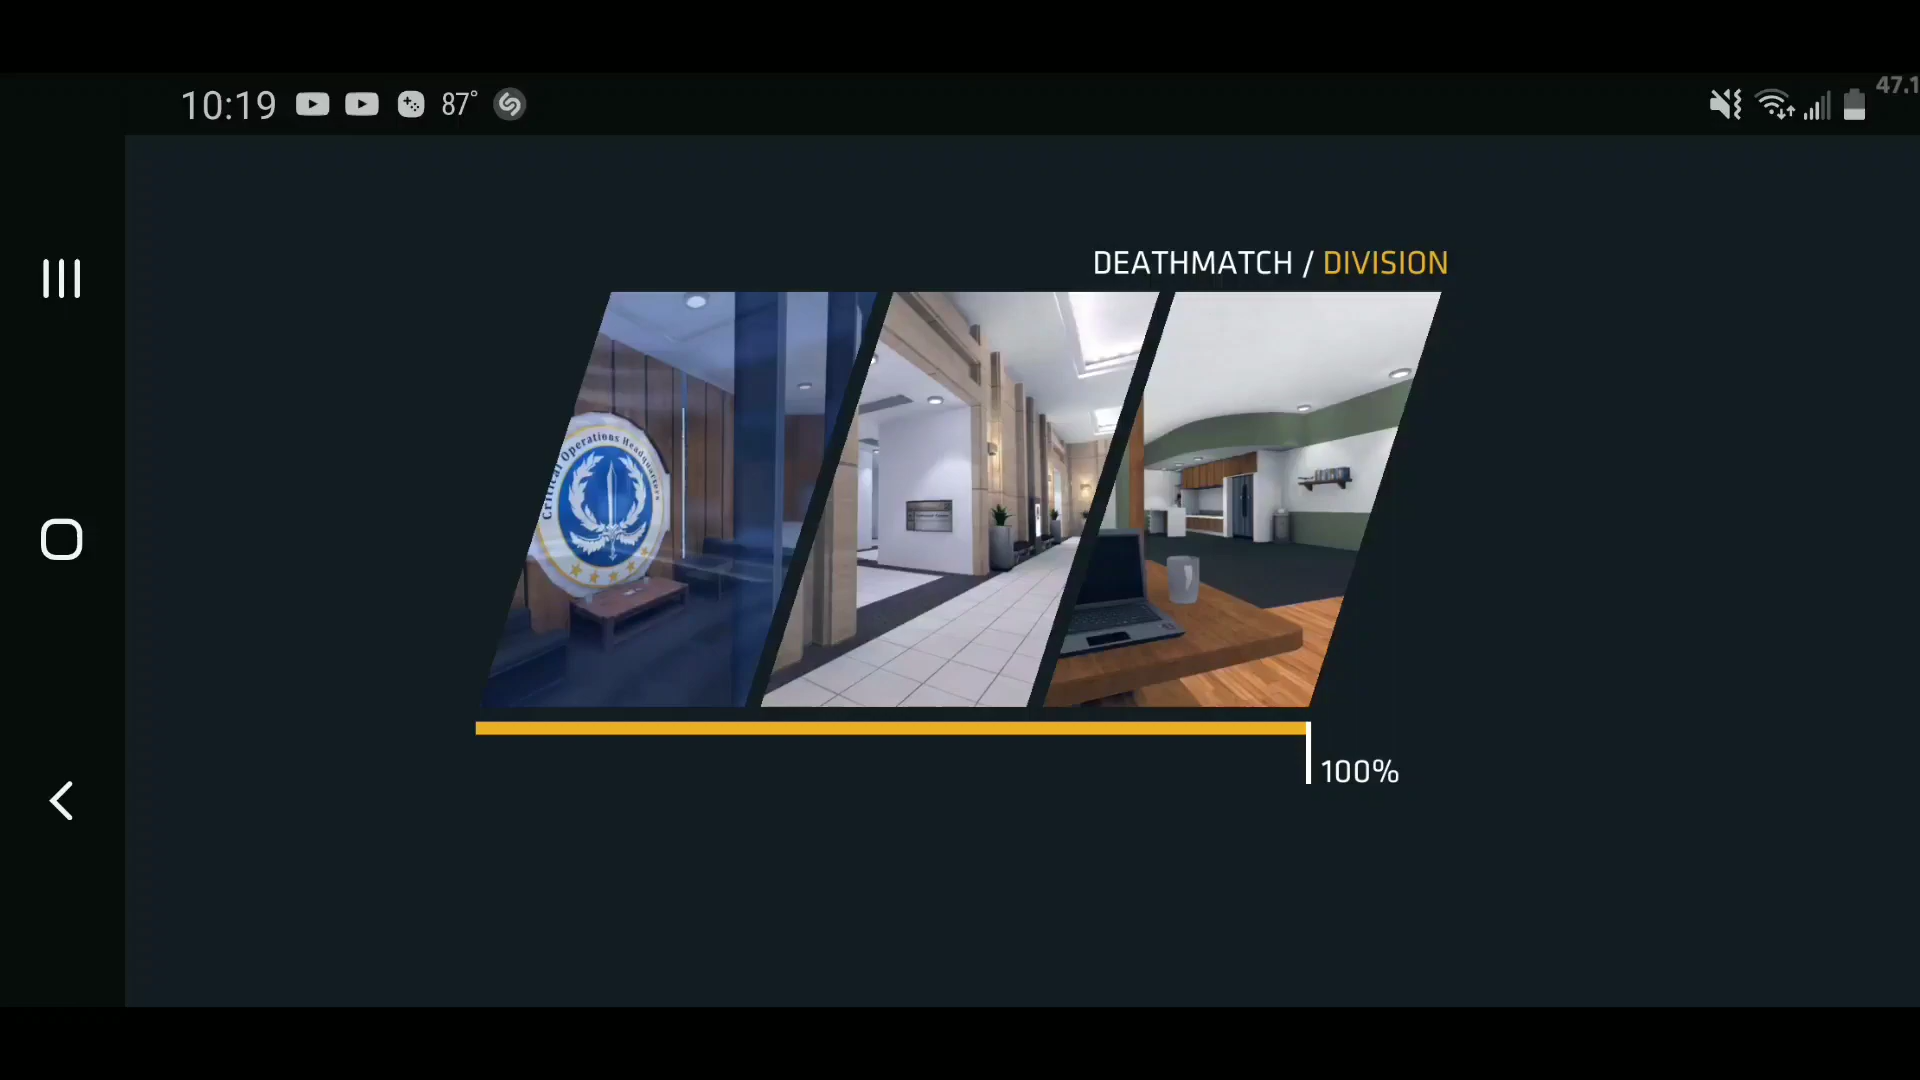 10:19 87°
47.1
DEATHMATCH / DIVISION
Critical Operations Headquarters
100%